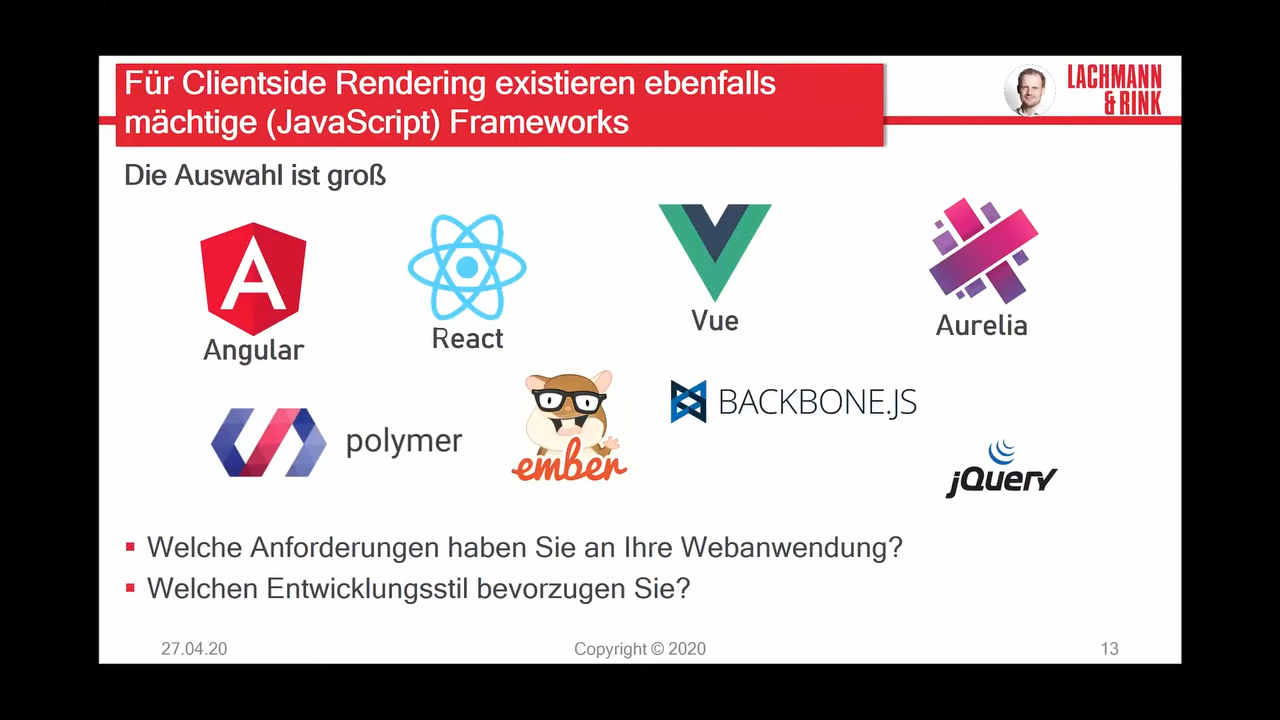 Für Clientside Rendering existieren ebenfalls
mächtige (JavaScript) Frameworks
LACHMANN
& RINK
Die Auswahl ist groß
Angular
React
Vue
Aurelia
polymer
ember
BACKBONE.JS
jQuery
Welche Anforderungen haben Sie an Ihre Webanwendung?
Welchen Entwicklungsstil bevorzugen Sie?
27.04.20
Copyright © 2020
13